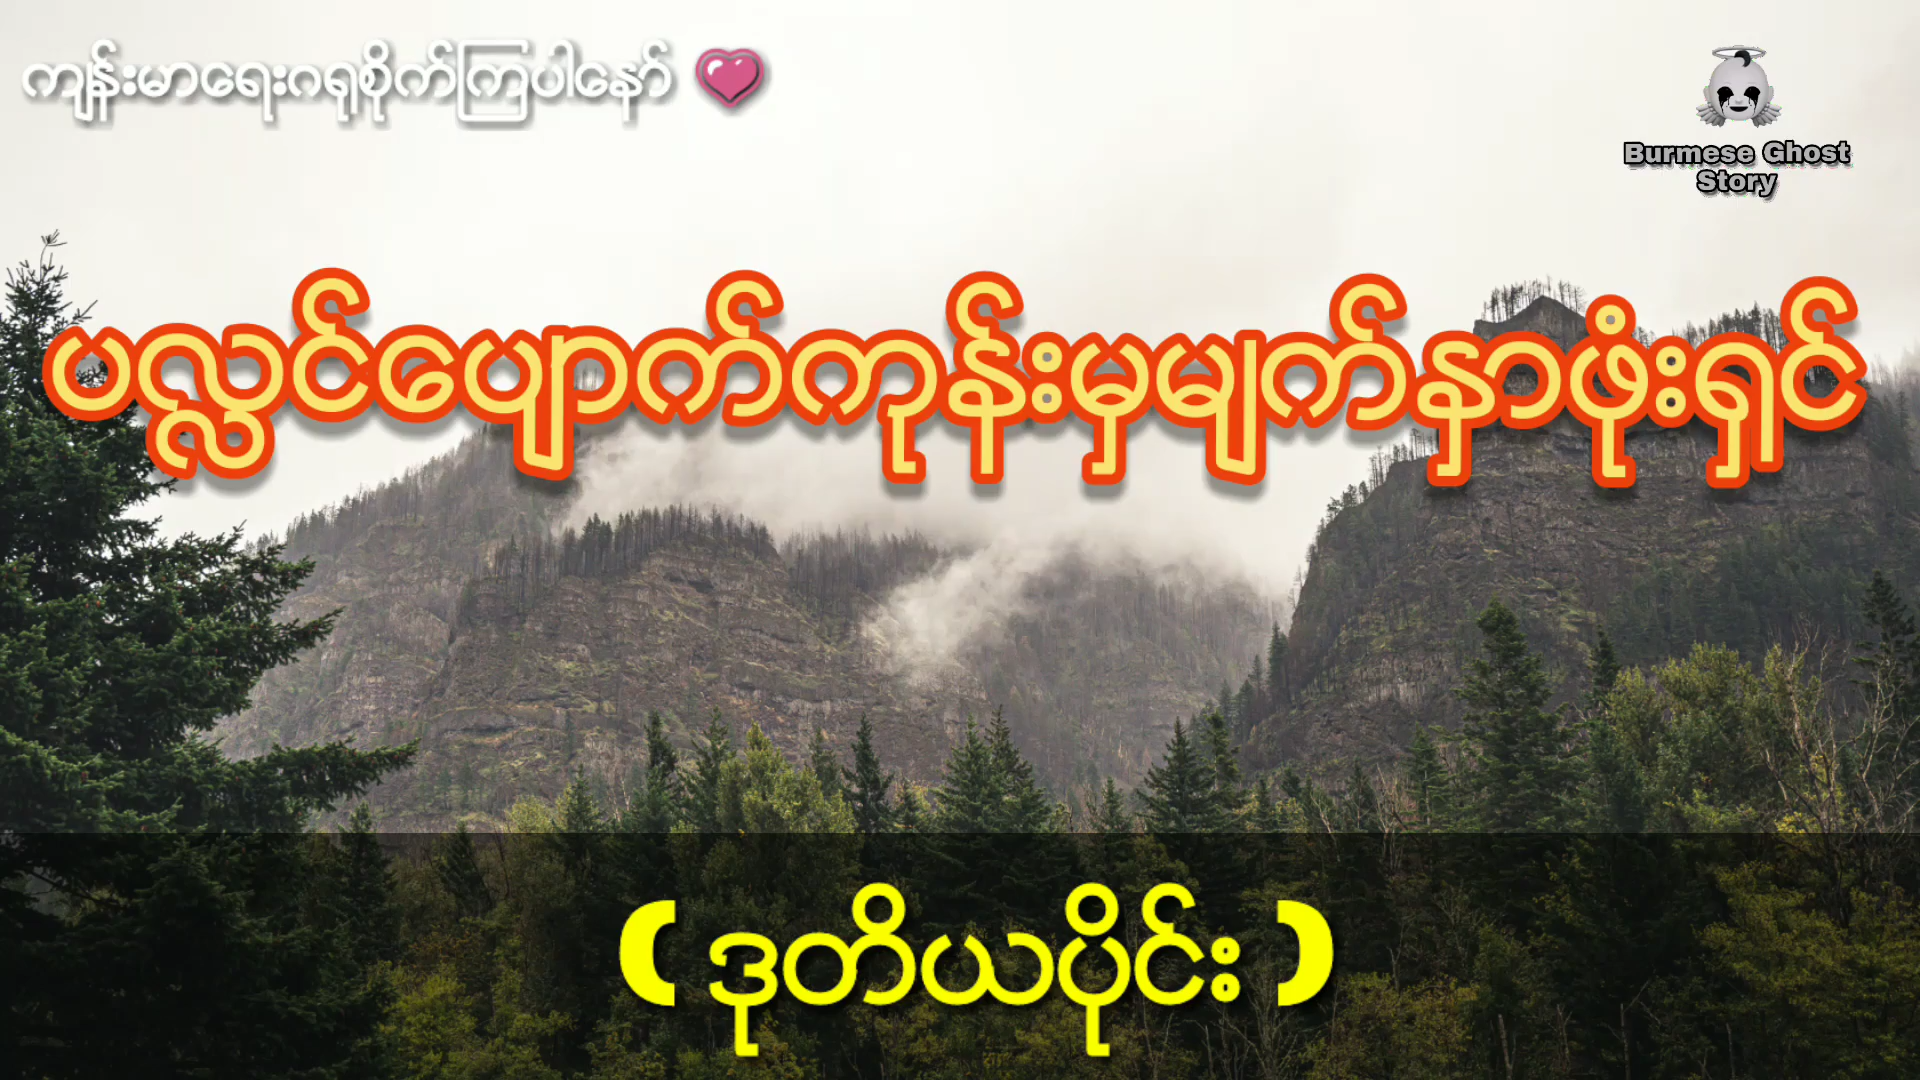 ကျန်းမာရေးဂရုစိုက်ကြပါနော် 💗
Burmese Ghost
Story
ပလ္လင်ပျောက်ကုန်းမှမျက်နှာဖုံးရှင်
(ဒုတိယပိုင်း)